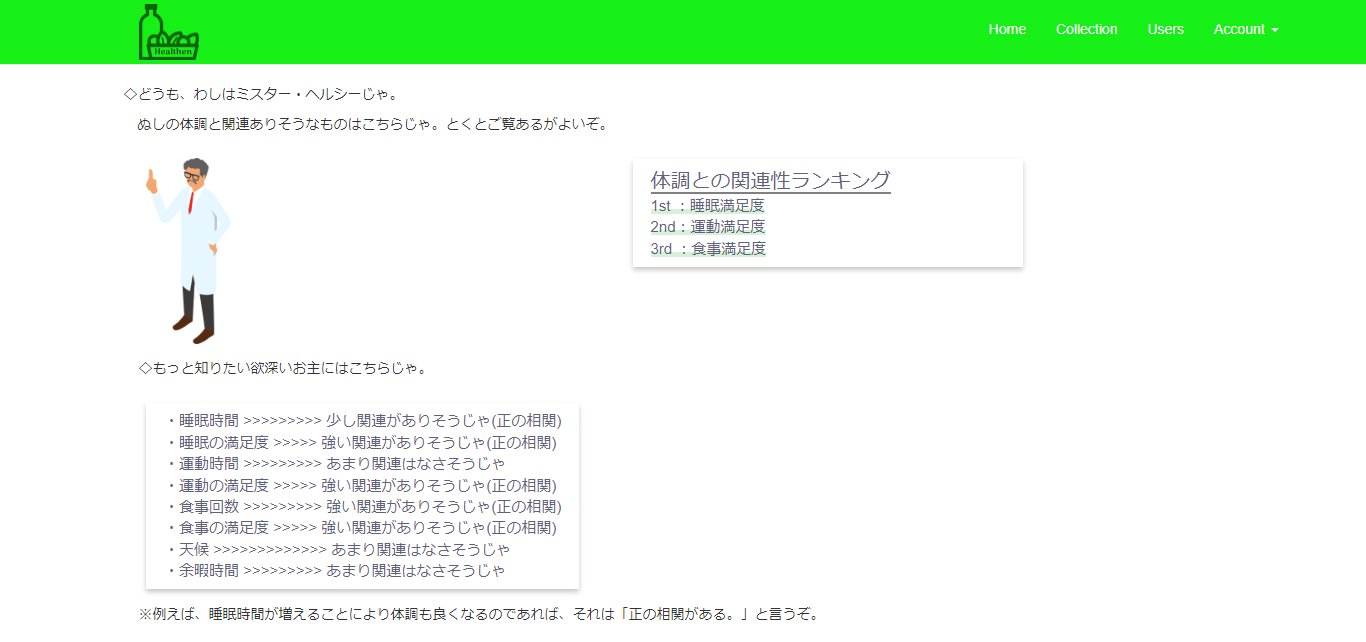 Healthen
Home Collection Users Account
◇どうも、わしはミスター・ヘルシーじゃ。
ぬしの体調と関連ありそうなものはこちらじゃ。とくとご覧あるがよいぞ。
体調との関連性ランキング
1st ：睡眠満足度
2nd：運動満足度
3rd ：食事満足度
◇もっと知りたい欲深いお主にはこちらじゃ。
・睡眠時間 >>>>>>>>> 少し関連がありそうじゃ(正の相関)
・睡眠の満足度 >>>>> 強い関連がありそうじゃ(正の相関)
・運動時間 >>>>>>>>> あまり関連はなさそうじゃ
・運動の満足度 >>>>> 強い関連がありそうじゃ(正の相関)
・食事回数 >>>>>>>>> 強い関連がありそうじゃ(正の相関)
・食事の満足度 >>>>> 強い関連がありそうじゃ(正の相関)
・天候 >>>>>>>>>>>>> あまり関連はなさそうじゃ
・余暇時間 >>>>>>>>> あまり関連はなさそうじゃ
※例えば、睡眠時間が増えることにより体調も良くなるのであれば、それは「正の相関がある。」と言うぞ。